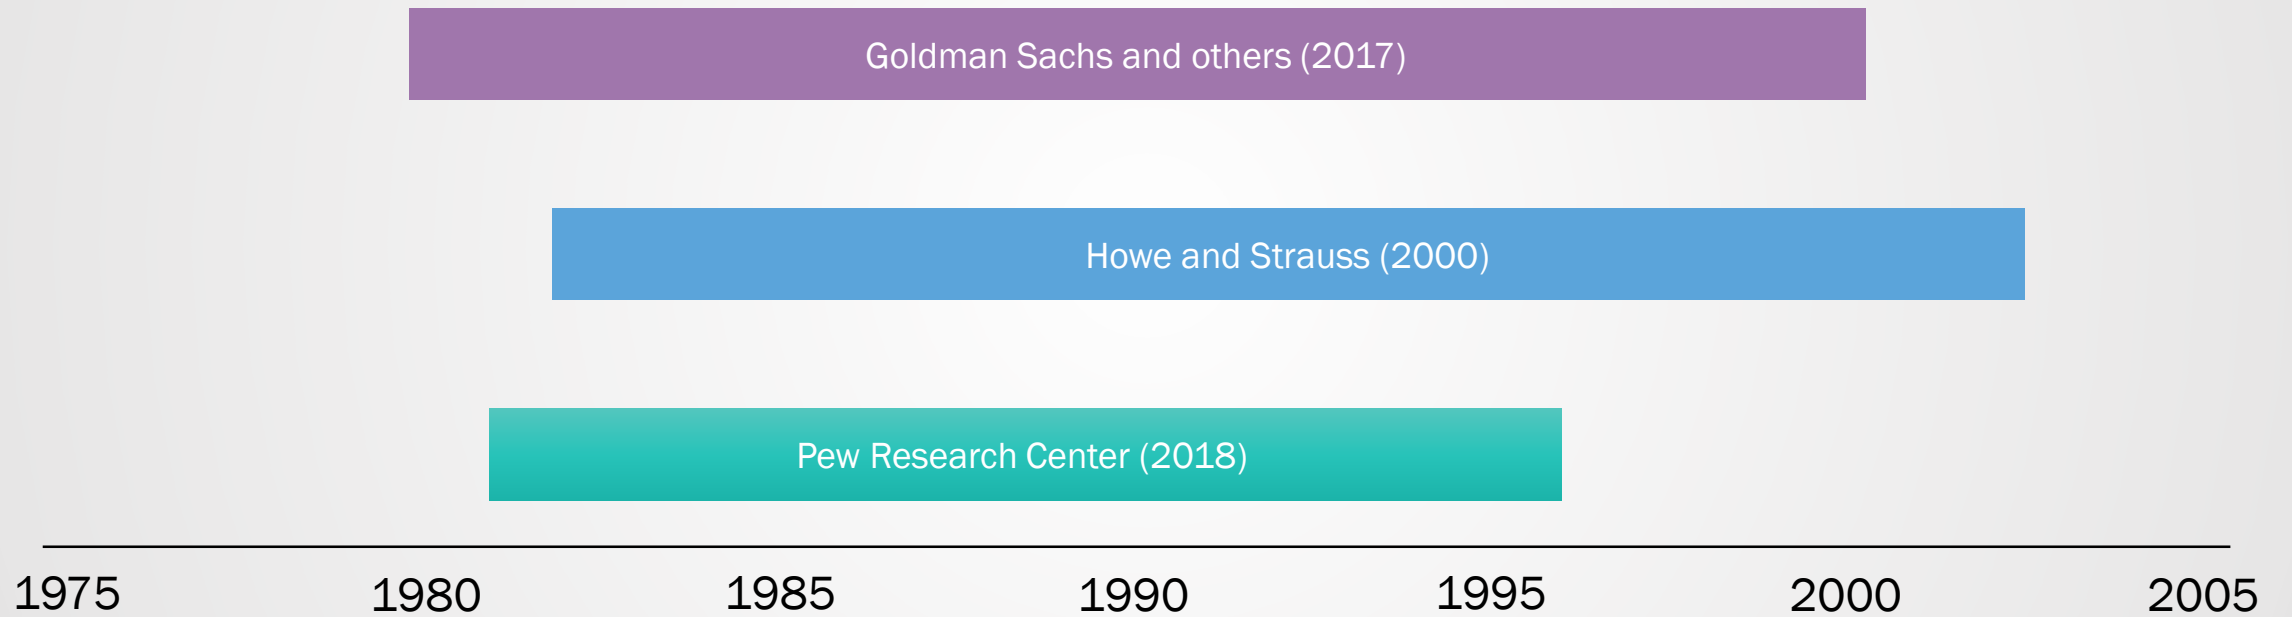 Goldman Sachs and others (2017)
Howe and Strauss (2000)
Pew Research Center (2018)
1975 1980 1985 1990 1995 2000 2005